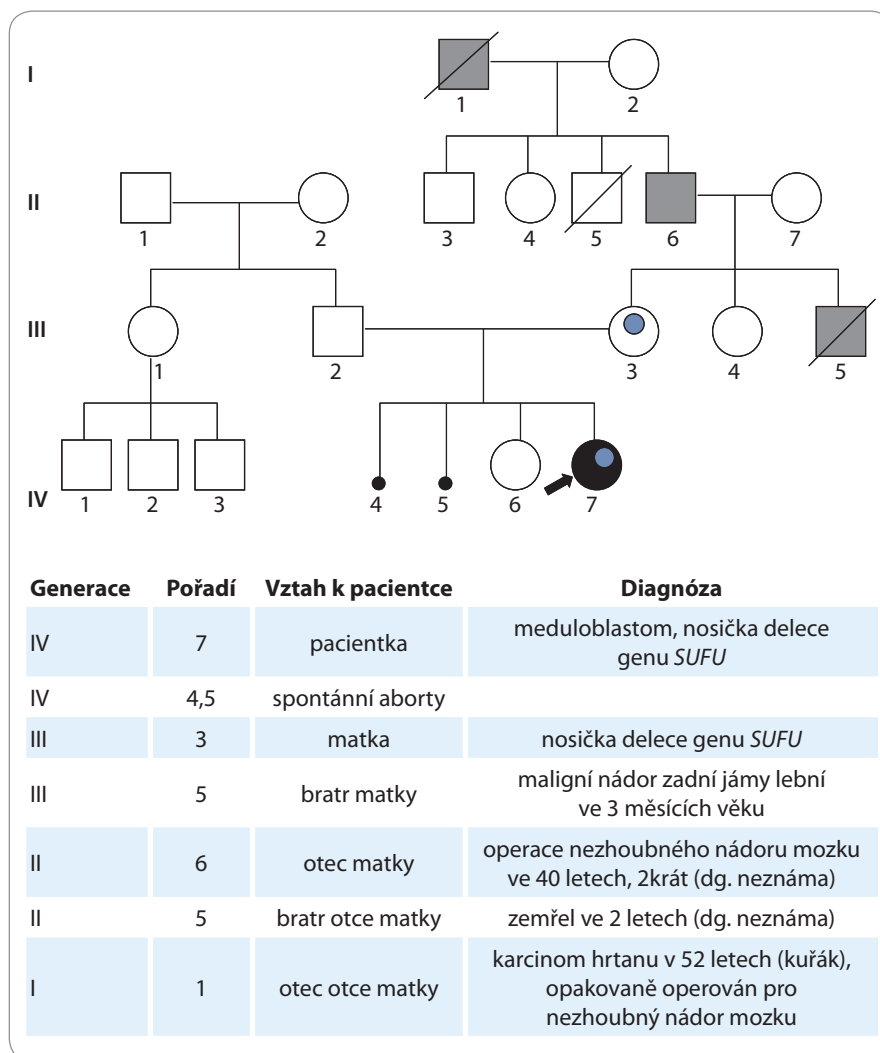 I
1 2
II
1 2 3 4 5 6 7
III
1 2 3 4 5
IV
1 2 3 4 5 6 7
Generace Pořadí Vztah k pacientce Diagnóza
IV 7 pacientka meduloblastom, nosička delece
genu SUFU
IV 4,5 spontánní aborty
III 3 matka nosička delece genu SUFU
III 5 bratr matky maligní nádor zadní jámy lební
ve 3 měsících věku
II 6 otec matky operace nezhoubného nádoru mozku
ve 40 letech, 2krát (dg. neznáma)
II 5 bratr otce matky zemřel ve 2 letech (dg. neznáma)
I 1 otec otce matky karcinom hrtanu v 52 letech (kuřák),
opakovaně operován pro
nezhoubný nádor mozku